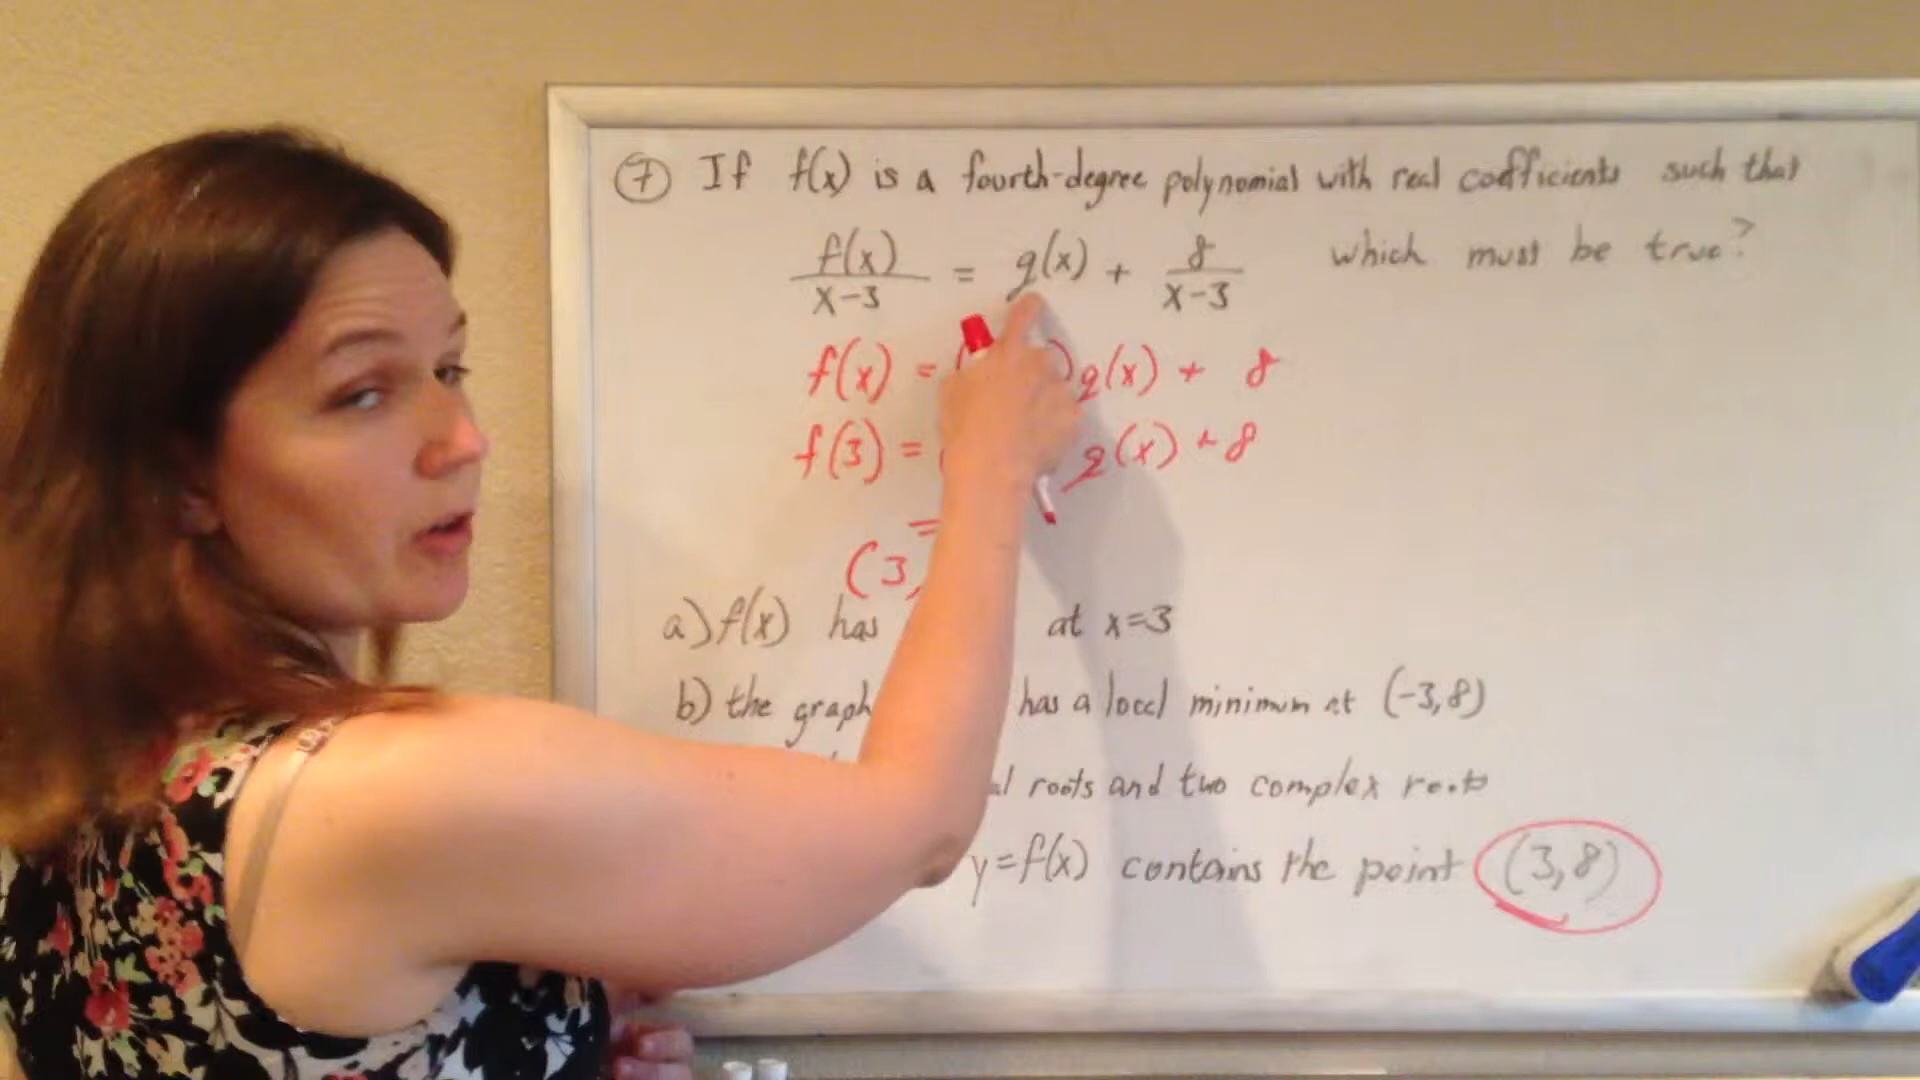 7 If f(x) is a fourth-degree polynomial with real coefficients such that
f(x)/(x-3) = g(x) + 8/(x-3) which must be true?
f(x) = ( )g(x) + 8
f(3) = ( g(x) + 8
=
(3,
a) f(x) has at x=3
b) the graph has a local minimum at (-3,8)
roots and two complex roots
y=f(x) contains the point (3,8)